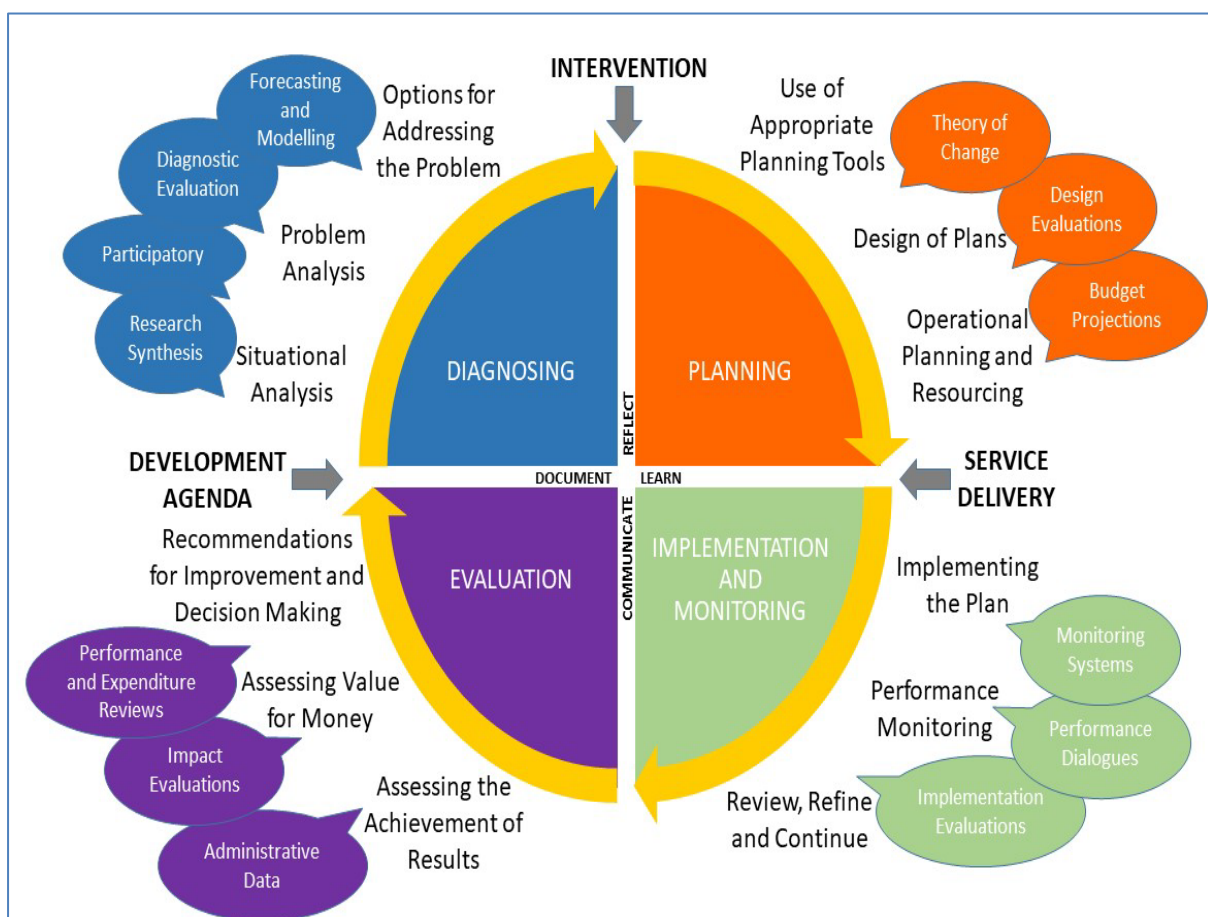 INTERVENTION
Forecasting
and
Modelling
Options for
Addressing
the Problem
Diagnostic
Evaluation
Participatory
Problem
Analysis
Research
Synthesis
Situational
Analysis
DIAGNOSING
Use of
Appropriate
Planning Tools
Theory of
Change
Design
Evaluations
Design of Plans
Budget
Projections
Operational
Planning and
Resourcing
PLANNING
REFLECT
DOCUMENT
LEARN
COMMUNICATE
DEVELOPMENT
AGENDA
SERVICE
DELIVERY
Recommendations
for Improvement and
Decision Making
EVALUATION
Performance
and Expenditure
Reviews
Assessing Value
for Money
Impact
Evaluations
Assessing the
Achievement of
Results
Administrative
Data
IMPLEMENTATION
AND
MONITORING
Implementing
the Plan
Monitoring
Systems
Performance
Monitoring
Performance
Dialogues
Review, Refine
and Continue
Implementation
Evaluations